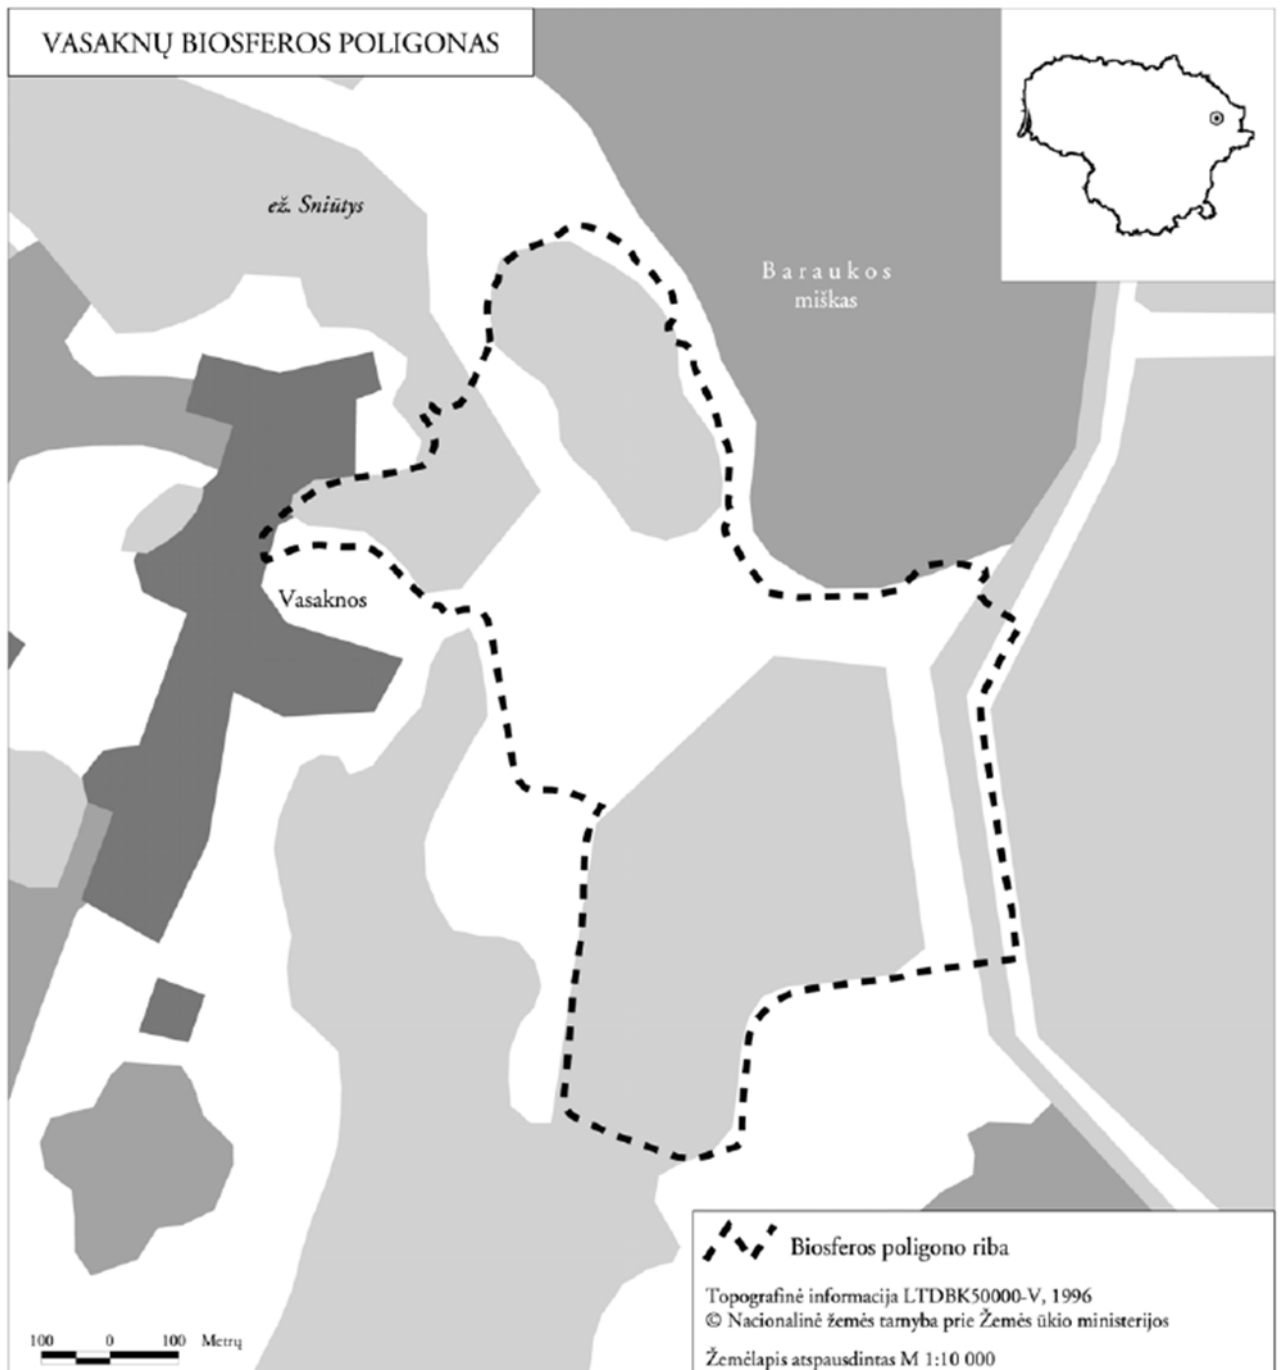 VASAKNŲ BIOSFEROS POLIGONAS
ež. Sniūtys
Baraukos
miškas
Vasaknos
Biosferos poligono riba
Topografinė informacija LTDBK50000-V, 1996
© Nacionalinė žemės tarnyba prie Žemės ūkio ministerijos
Žemėlapis atspausdintas M 1:10 000
100 0 100 Metrų